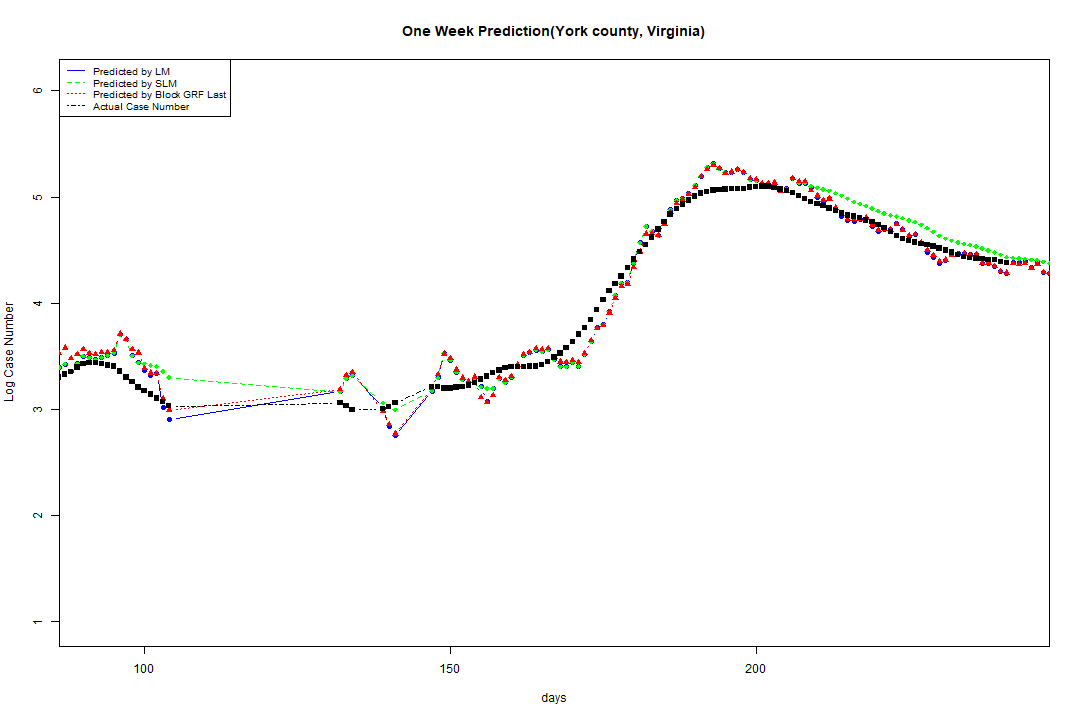 One Week Prediction(York county, Virginia)
Predicted by LM
Predicted by SLM
Predicted by Block GRF Last
Actual Case Number
Log Case Number
6
5
4
3
2
1
100
150
200
days